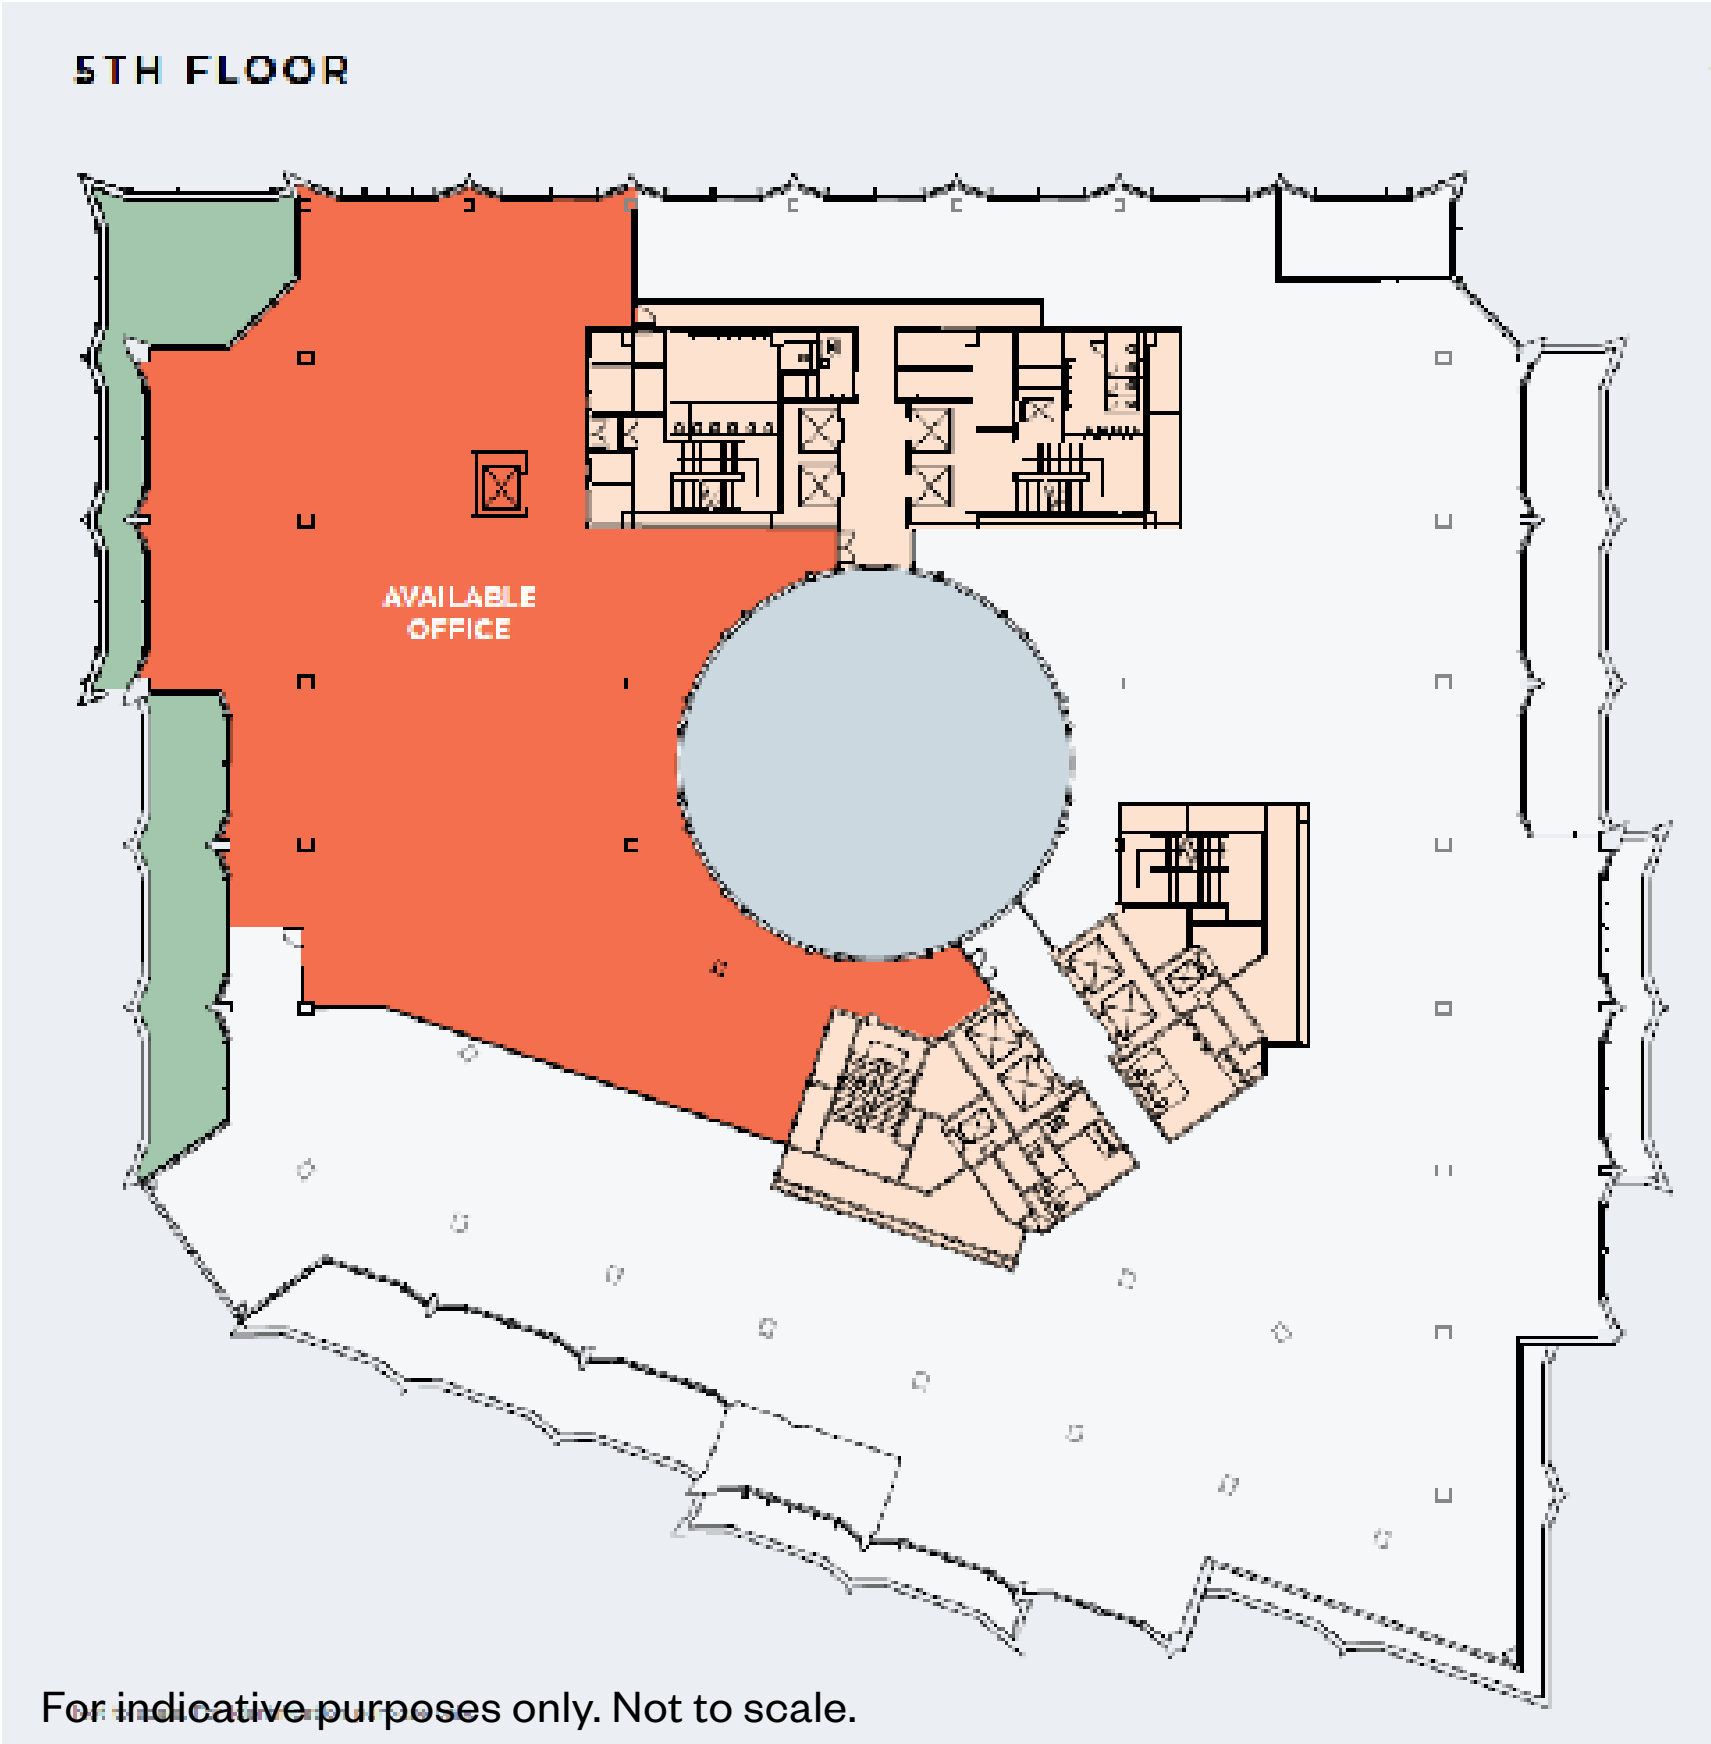 5TH FLOOR
AVAILABLE
OFFICE
For indicative purposes only. Not to scale.